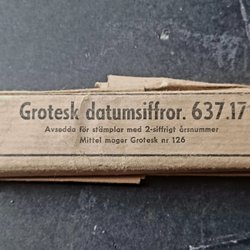 Grotesk datumsiffror. 637.17
Avsedda för stämplar med 2-siffrigt årsnummer
Mittel mager Grotesk nr 126